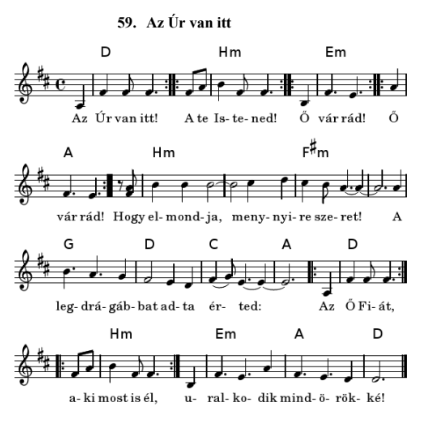 59. Az Úr van itt
D Hm Em
Az Úr van itt! A te Is- te- ned! Ő vár rád! Ő
A Hm F#m
vár rád! Hogy el- mond- ja, meny- nyi- re sze- ret! A
G D C A D
leg- drá- gáb- bat ad- ta ér- ted: Az Ő Fi- át,
Hm Em A D
a- ki most is él, u- ral- ko- dik mind- ö- rök- ké!